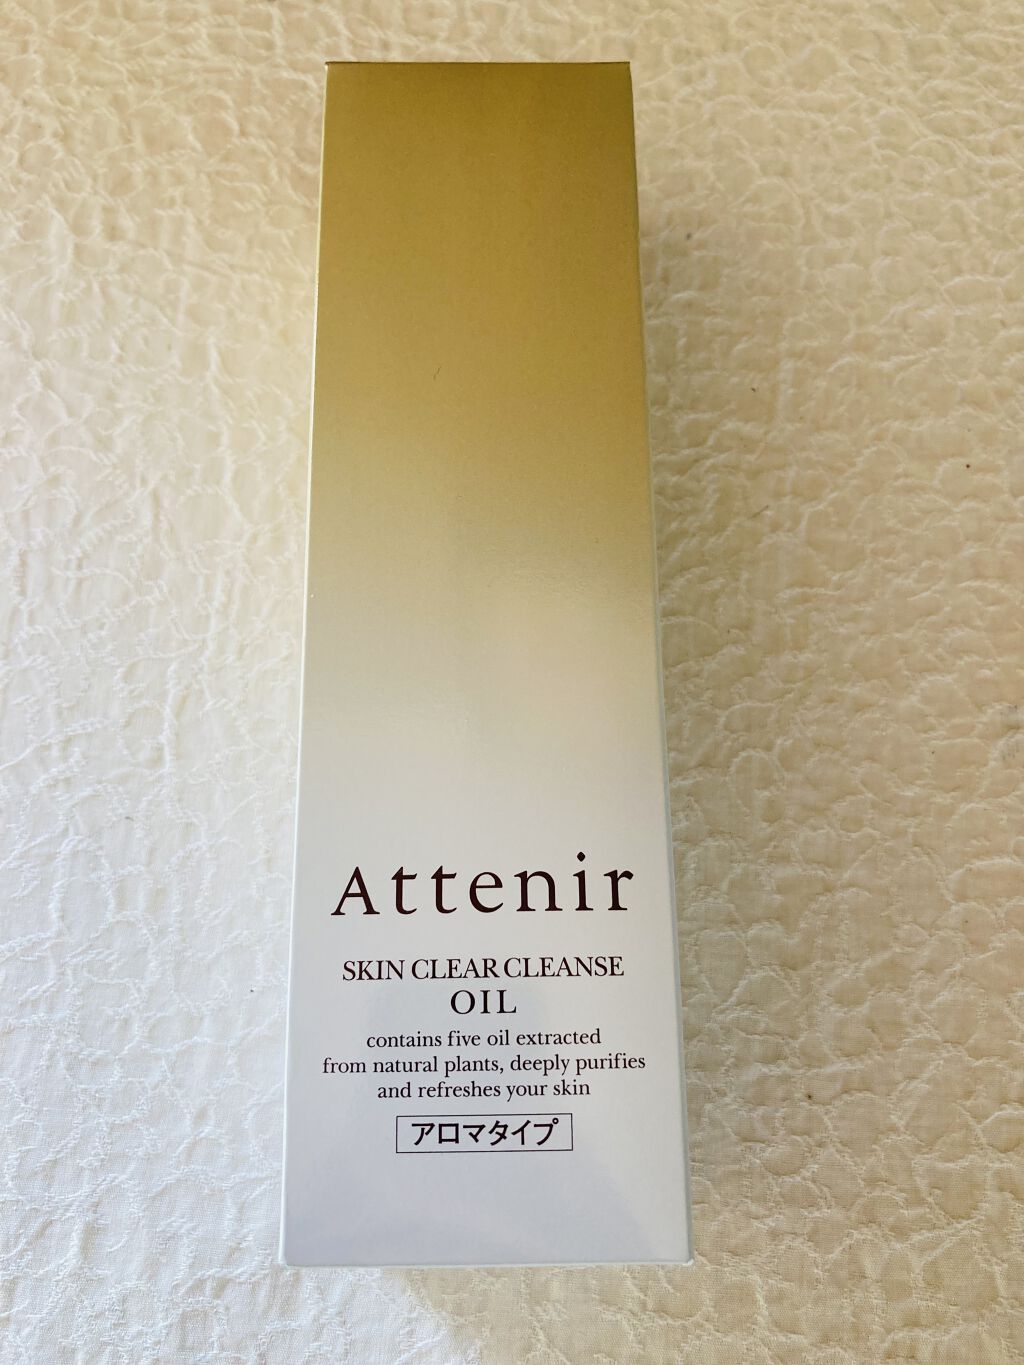 Attenir
SKIN CLEAR CLEANSE
OIL
contains five oil extracted
from natural plants, deeply purifies
and refreshes your skin
アロマタイプ